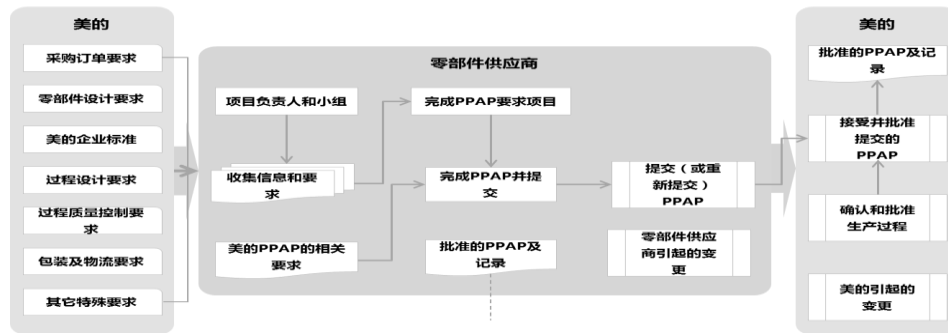 美的
采购订单要求
零部件设计要求
美的企业标准
过程设计要求
过程质量控制要
求
包装及物流要求
其它特殊要求
零部件供应商
项目负责人和小组
收集信息和要
求
美的PPAP的相关
要求
完成PPAP要求项目
完成PPAP并提
交
批准的PPAP及
记录
提交（或重
新提交）
PPAP
零部件供应
商引起的变
更
美的
批准的PPAP及记
录
接受并批准
提交的
PPAP
确认和批准
生产过程
美的引起的
变更